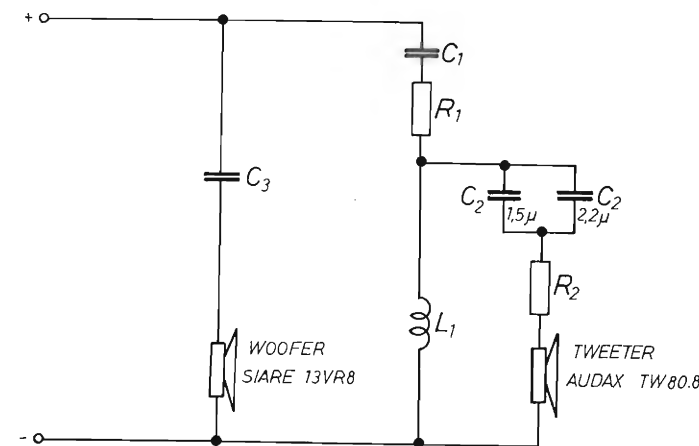 +
C1
R1
C3
C2
1,5µ
C2
2,2µ
R2
L1
WOOFER
SIARE 13VR8
TWEETER
AUDAX TW80.8
-